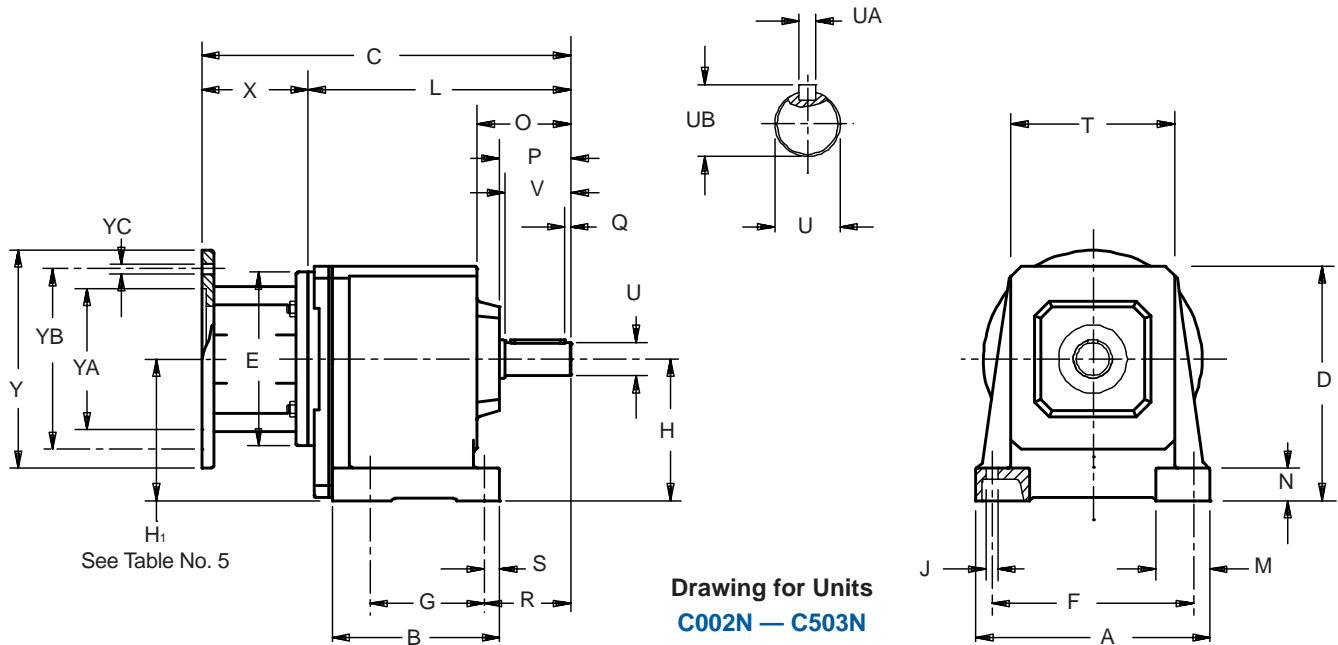 UA
C
X
L
O
UB
P
T
V
YC
Q
U
U
YB
YA
E
Y
D
H
N
H₁
See Table No. 5
S
J
M
G
R
F
B
A
Drawing for Units
C002N — C503N